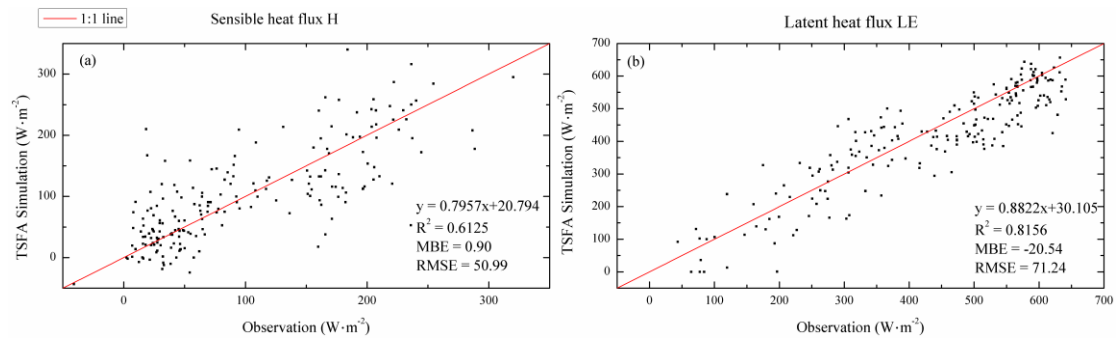 1:1 line
Sensible heat flux H
Latent heat flux LE
(a)
300
200
100
0
TSFA Simulation (W·m-2)
y = 0.7957x+20.794
R2 = 0.6125
MBE = 0.90
RMSE = 50.99
0 100 200 300
Observation (W·m-2)
(b)
700
600
500
400
300
200
100
0
TSFA Simulation (W·m-2)
y = 0.8822x+30.105
R2 = 0.8156
MBE = -20.54
RMSE = 71.24
0 100 200 300 400 500 600 700
Observation (W·m-2)